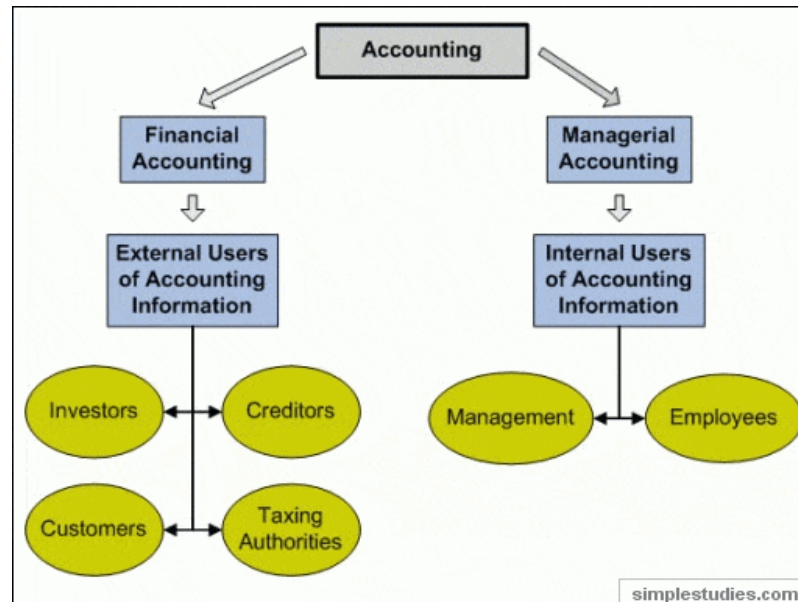 Accounting
Financial
Accounting
Managerial
Accounting
External Users
of Accounting
Information
Internal Users
of Accounting
Information
Investors
Creditors
Management
Employees
Customers
Taxing
Authorities
simplestudies.com